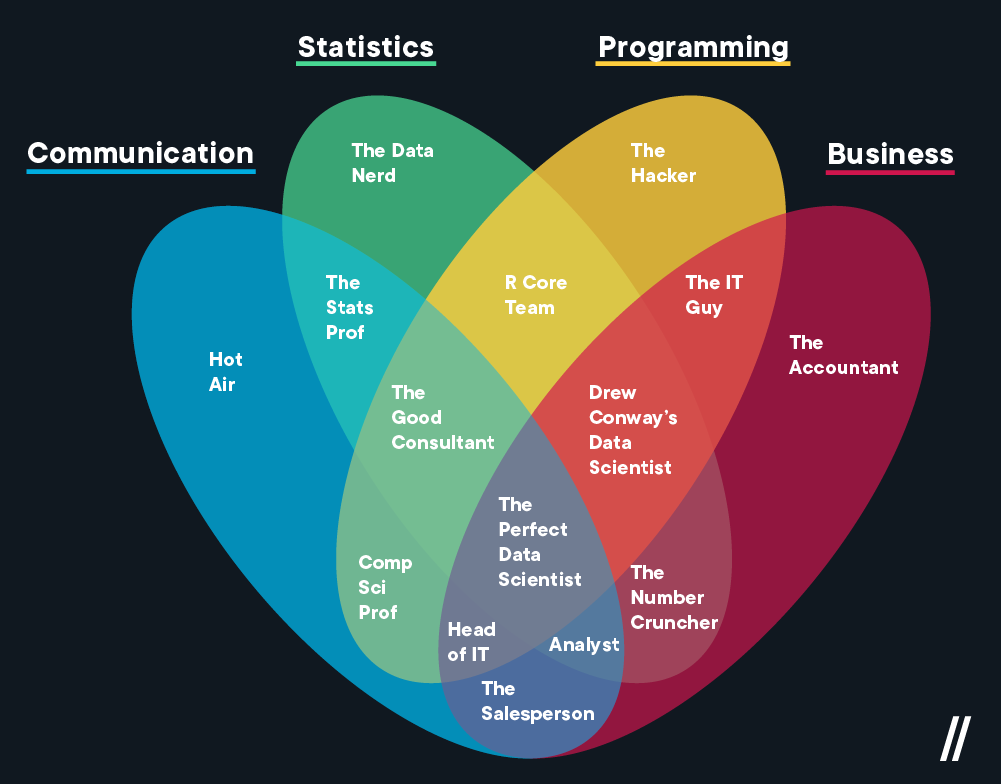 Statistics
Programming
Communication
Business
The Data
Nerd
The
Hacker
The
Stats
Prof
R Core
Team
The IT
Guy
The
Accountant
Hot
Air
The
Good
Consultant
Drew
Conway’s
Data
Scientist
The
Perfect
Data
Scientist
Comp
Sci
Prof
The
Number
Cruncher
Head
of IT
Analyst
The
Salesperson
//